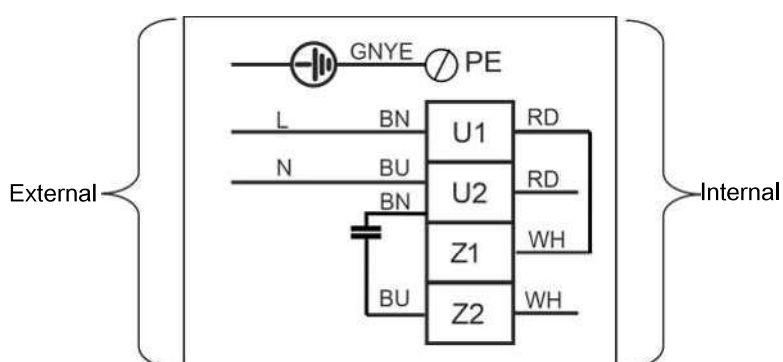 GNYE PE
L BN U1 RD
N BU U2 RD
External BN Internal
Z1 WH
BU Z2 WH